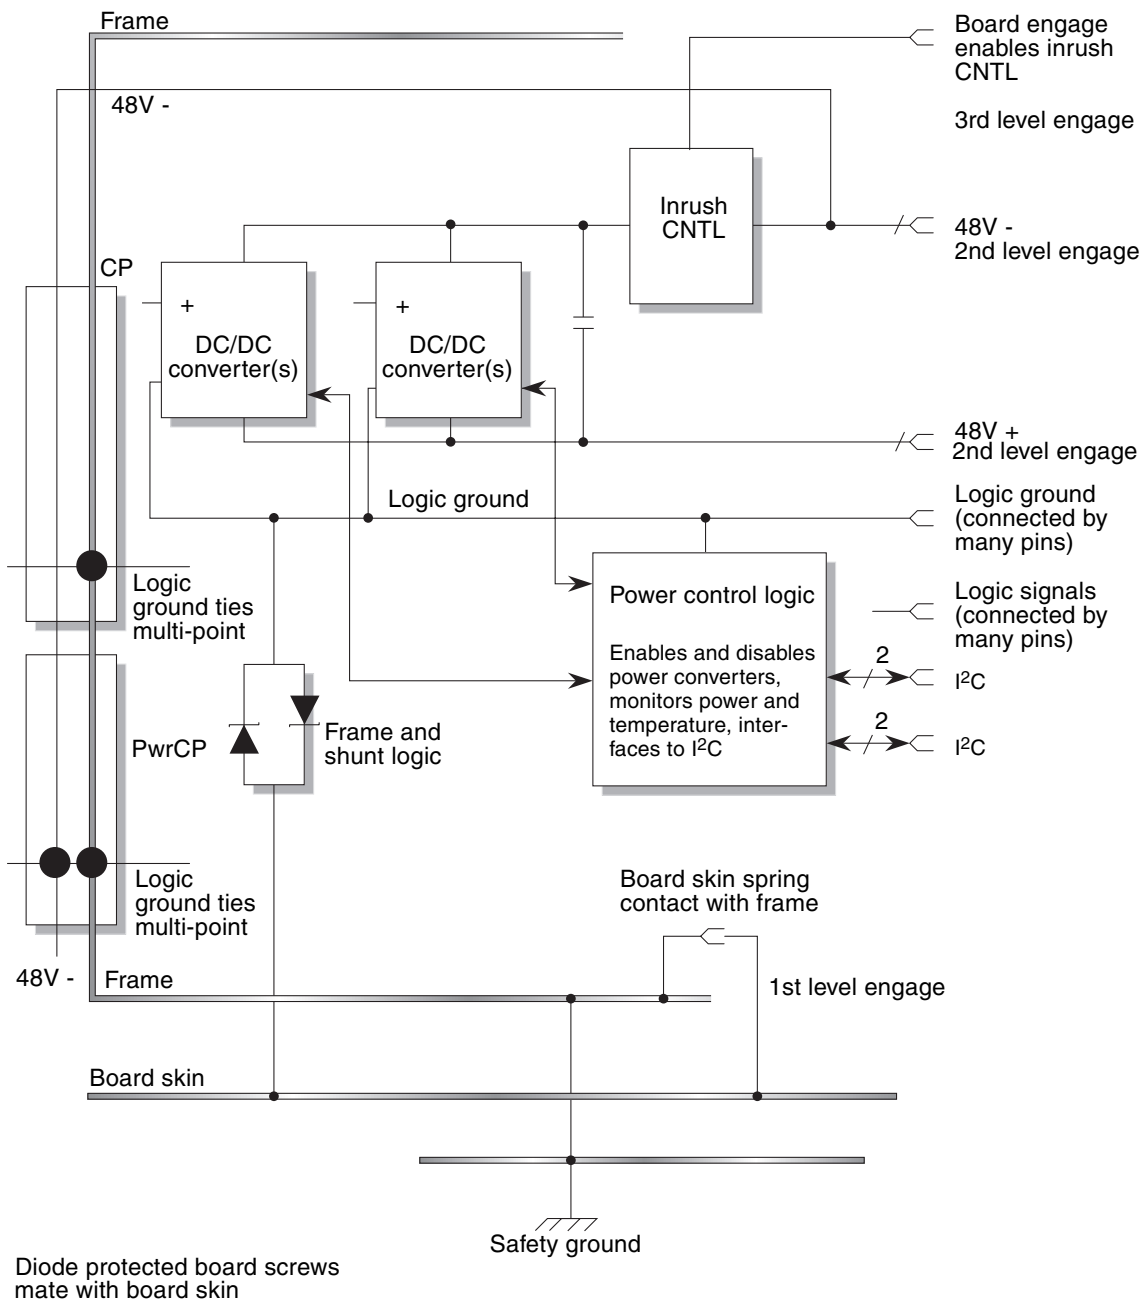 Frame
Board engage
enables inrush
CNTL
48V -
3rd level engage
Inrush
CNTL
48V -
2nd level engage
CP
+
DC/DC
converter(s)
+
DC/DC
converter(s)
48V +
2nd level engage
Logic ground
Logic ground
(connected by
many pins)
Logic
ground ties
multi-point
Power control logic
Enables and disables
power converters,
monitors power and
temperature, inter-
faces to I²C
Logic signals
(connected by
many pins)
2
I²C
2
I²C
PwrCP
Frame and
shunt logic
Logic
ground ties
multi-point
Board skin spring
contact with frame
48V -
Frame
1st level engage
Board skin
Safety ground
Diode protected board screws
mate with board skin